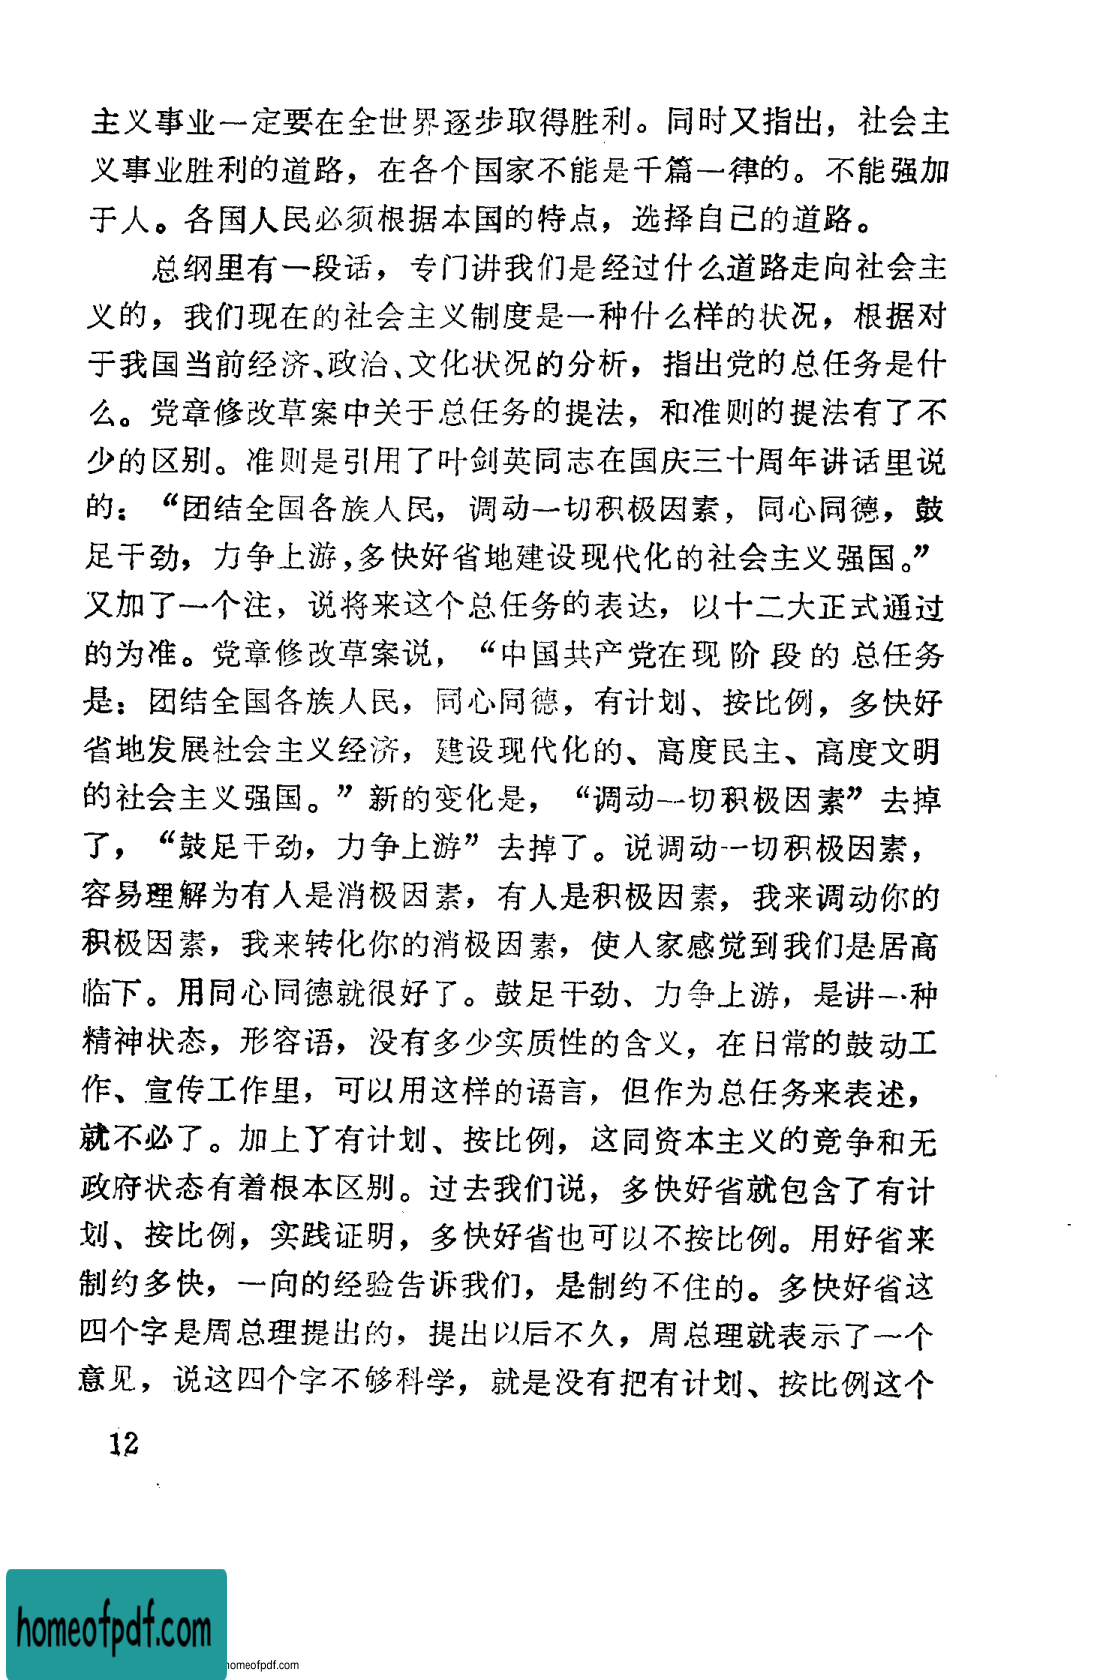 主义事业一定要在全世界逐步取得胜利。同时又指出，社会主
义事业胜利的道路，在各个国家不能是千篇一律的。不能强加
于人。各国人民必须根据本国的特点，选择自己的道路。
总纲里有一段话，专门讲我们是经过什么道路走向社会主
义的，我们现在的社会主义制度是一种什么样的状况，根据对
于我国当前经济、政治、文化状况的分析，指出党的总任务是什
么。党章修改草案中关于总任务的提法，和准则的提法有了不
少的区别。准则是引用了叶剑英同志在国庆三十周年讲话里说
的：“团结全国各族人民，调动一切积极因素，同心同德，鼓
足干劲，力争上游，多快好省地建设现代化的社会主义强国。”
又加了一个注，说将来这个总任务的表达，以十二大正式通过
的为准。党章修改草案说，“中国共产党在现阶段的总任务
是：团结全国各族人民，同心同德，有计划、按比例，多快好
省地发展社会主义经济，建设现代化的、高度民主、高度文明
的社会主义强国。”新的变化是，“调动一切积极因素”去掉
了，“鼓足干劲，力争上游”去掉了。说调动一切积极因素，
容易理解为有人是消极因素，有人是积极因素，我来调动你的
积极因素，我来转化你的消极因素，使人家感觉到我们是居高
临下。用同心同德就很好了。鼓足干劲、力争上游，是讲一种
精神状态，形容语，没有多少实质性的含义，在日常的鼓动工
作、宣传工作里，可以用这样的语言，但作为总任务来表述，
就不必了。加上了有计划、按比例，这同资本主义的竞争和无
政府状态有着根本区别。过去我们说，多快好省就包含了有计
划、按比例，实践证明，多快好省也可以不按比例。用好省来
制约多快，一向的经验告诉我们，是制约不住的。多快好省这
四个字是周总理提出的，提出以后不久，周总理就表示了一个
意见，说这四个字不够科学，就是没有把有计划、按比例这个
12
homeofpdf.com
homeofpdf.com